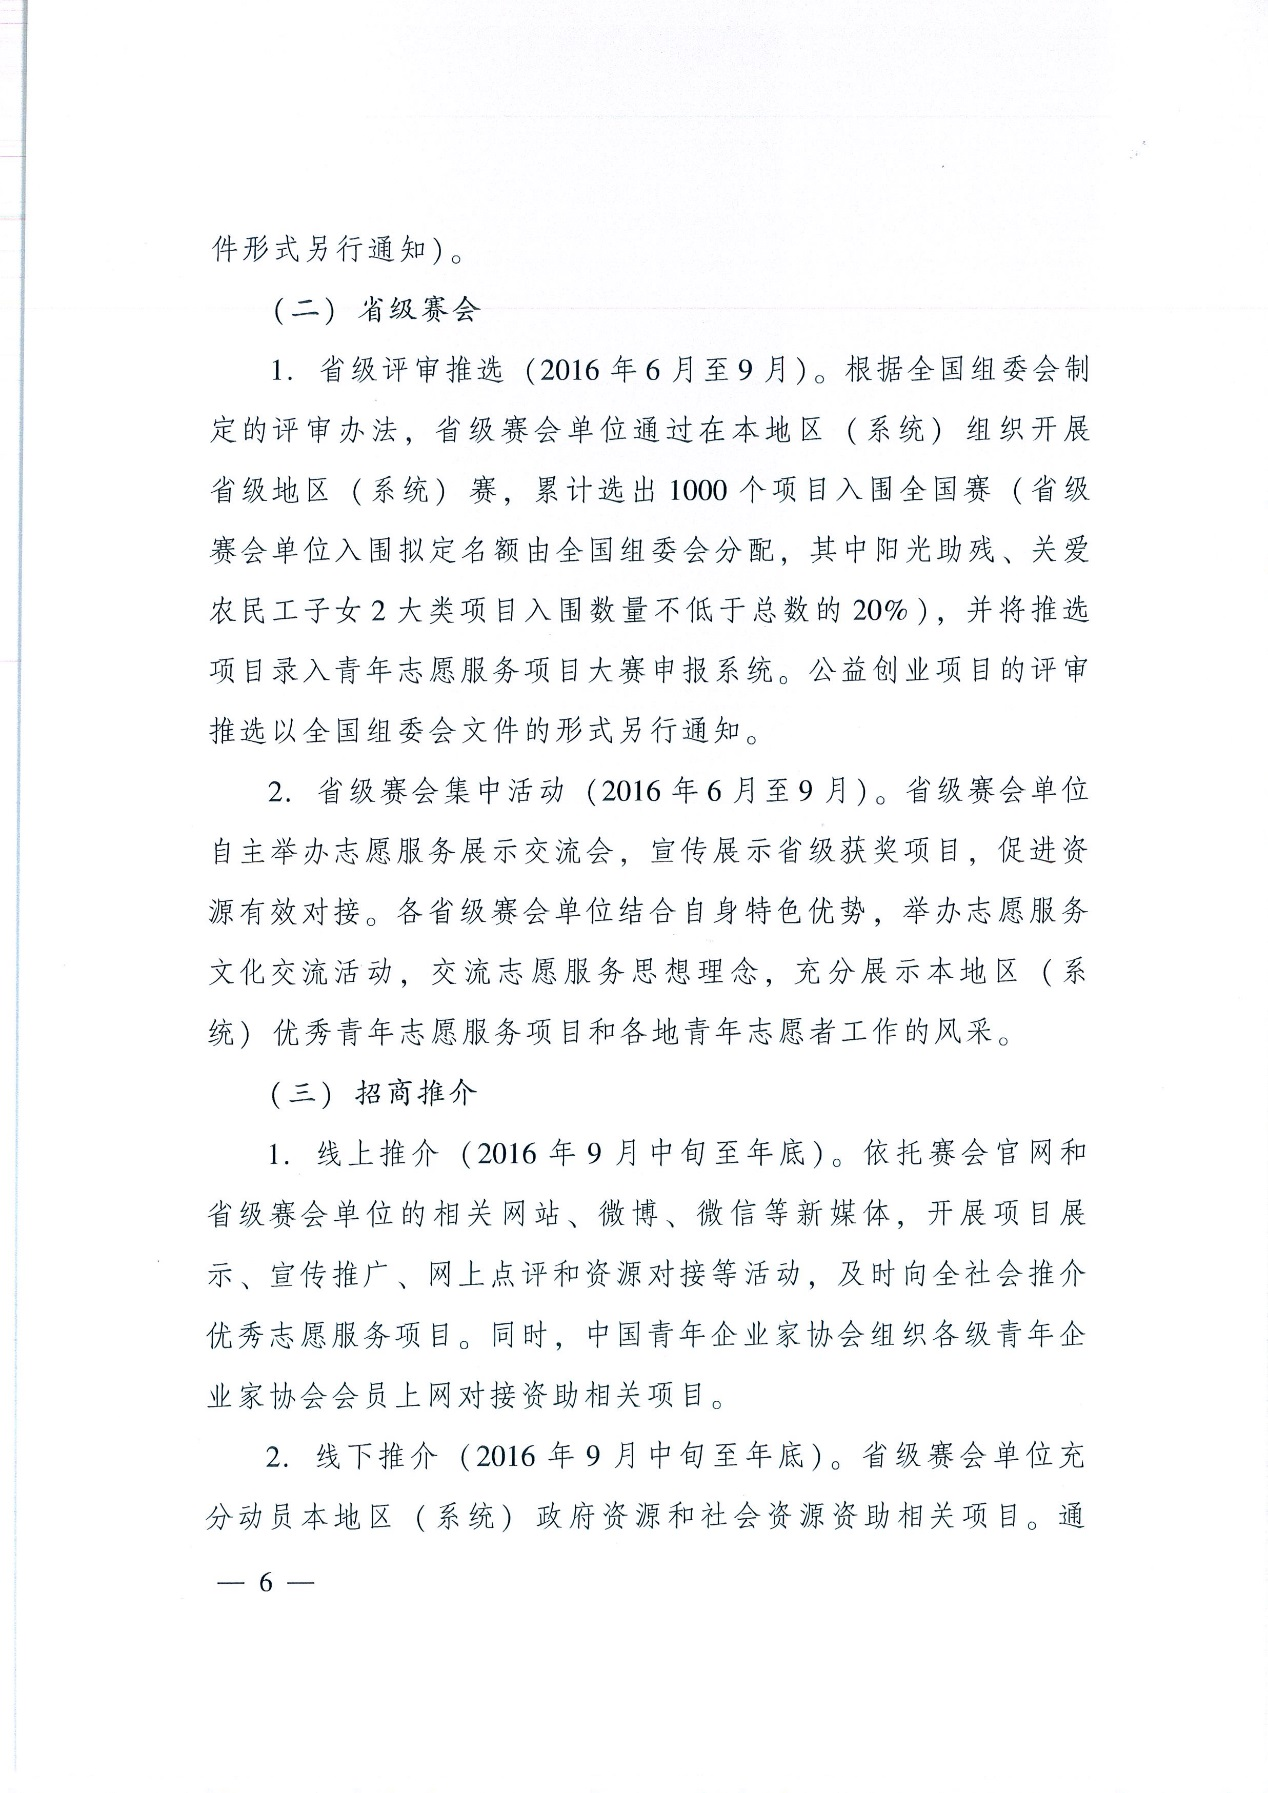 件形式另行通知)。
(二) 省级赛会
1. 省级评审推选 (2016 年 6 月至 9 月)。根据全国组委会制
定的评审办法，省级赛会单位通过在本地区 (系统) 组织开展
省级地区 (系统) 赛，累计选出 1000 个项目入围全国赛 (省级
赛会单位入围拟定名额由全国组委会分配，其中阳光助残、关爱
农民工子女 2 大类项目入围数量不低于总数的 20%)，并将推选
项目录入青年志愿服务项目大赛申报系统。公益创业项目的评审
推选以全国组委会文件的形式另行通知。
2. 省级赛会集中活动 (2016 年 6 月至 9 月)。省级赛会单位
自主举办志愿服务展示交流会，宣传展示省级获奖项目，促进资
源有效对接。各省级赛会单位结合自身特色优势，举办志愿服务
文化交流活动，交流志愿服务思想理念，充分展示本地区 (系
统) 优秀青年志愿服务项目和各地青年志愿者工作的风采。
(三) 招商推介
1. 线上推介 (2016 年 9 月中旬至年底)。依托赛会官网和
省级赛会单位的相关网站、微博、微信等新媒体，开展项目展
示、宣传推广、网上点评和资源对接等活动，及时向全社会推介
优秀志愿服务项目。同时，中国青年企业家协会组织各级青年企
业家协会会员上网对接资助相关项目。
2. 线下推介 (2016 年 9 月中旬至年底)。省级赛会单位充
分动员本地区 (系统) 政府资源和社会资源资助相关项目。通
— 6 —